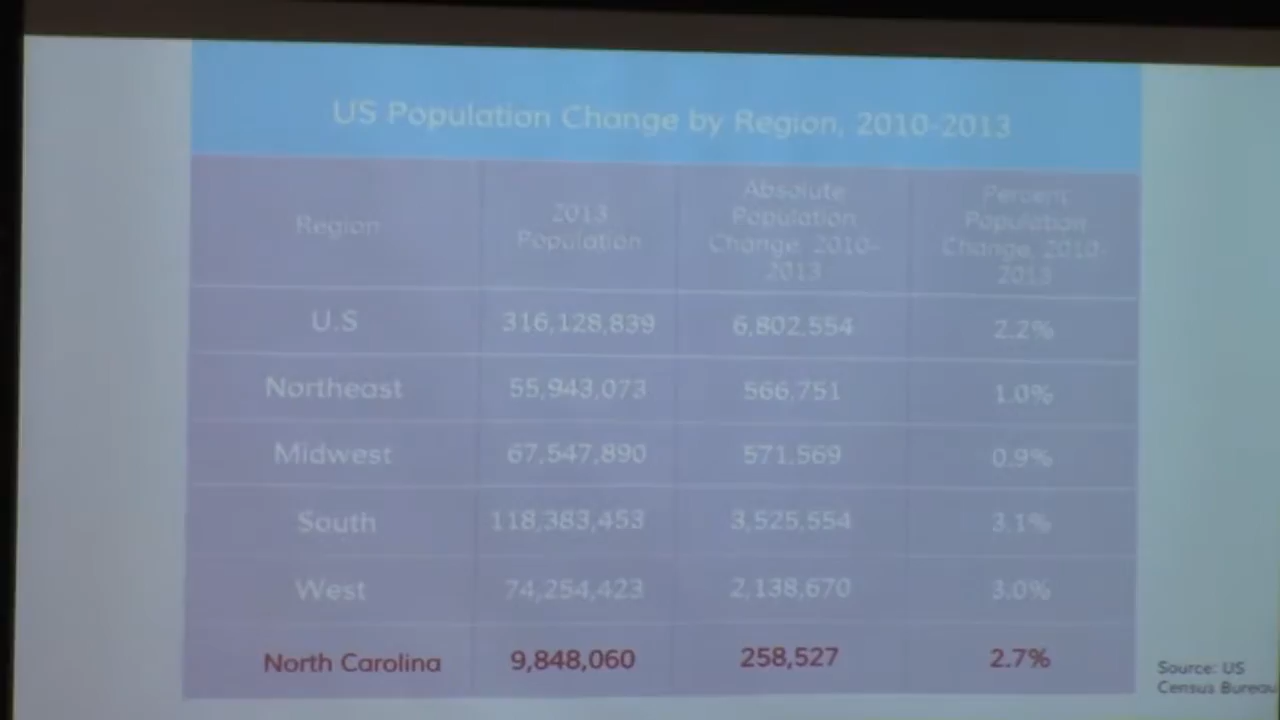 US Population Change by Region, 2010-2013
Region
2013
Population
Absolute
Population
Change, 2010-
2013
Percent
Population
Change, 2010-
2013
U.S 316,128,839 6,802,554 2.2%
Northeast 55,943,073 566,751 1.0%
Midwest 67,547,890 571,569 0.9%
South 118,383,453 3,525,554 3.1%
West 74,254,423 2,138,670 3.0%
North Carolina 9,848,060 258,527 2.7%
Source: US
Census Bureau